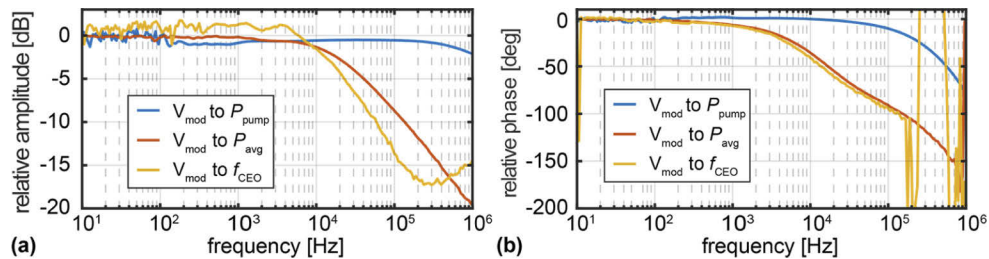 relative amplitude [dB]
0
-5
-10
-15
-20
V_mod to P_pump
V_mod to P_avg
V_mod to f_CEO
10^1 10^2 10^3 10^4 10^5 10^6
(a) frequency [Hz]
relative phase [deg]
0
-50
-100
-150
-200
V_mod to P_pump
V_mod to P_avg
V_mod to f_CEO
10^1 10^2 10^3 10^4 10^5 10^6
(b) frequency [Hz]